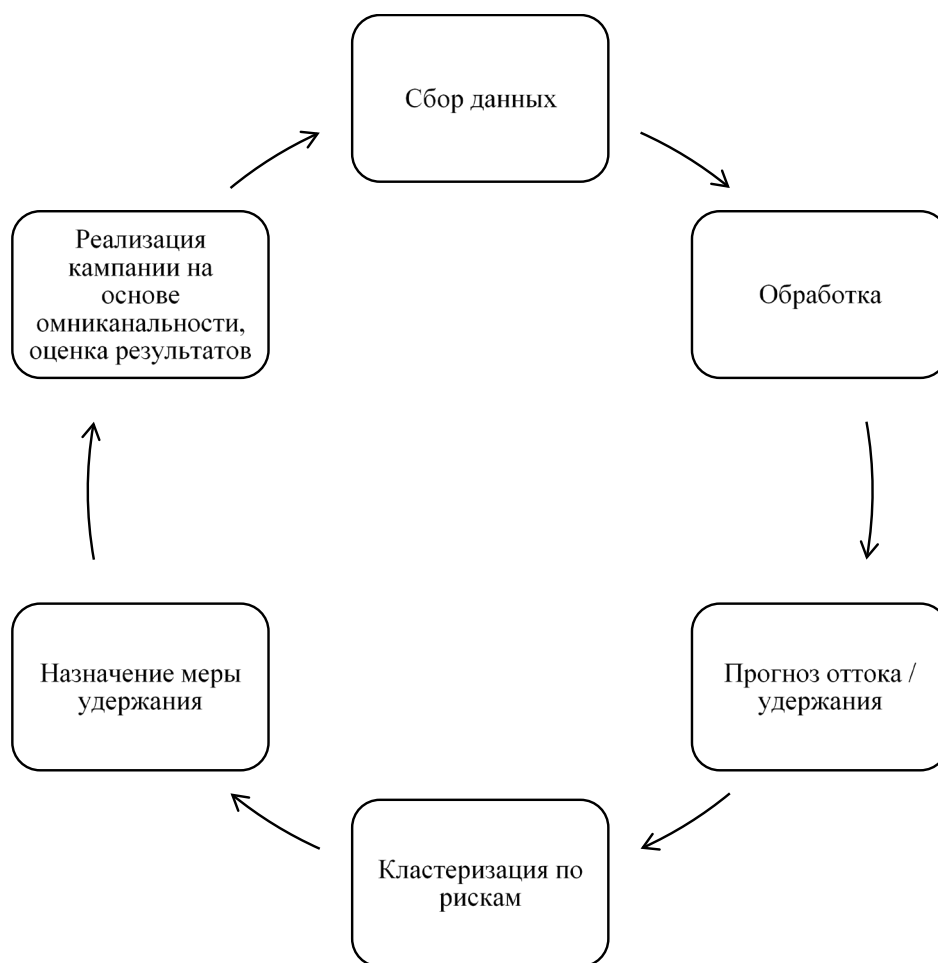 Сбор данных
Обработка
Прогноз оттока /
удержания
Кластеризация по
рискам
Назначение меры
удержания
Реализация
кампании на
основе
омниканальности,
оценка результатов